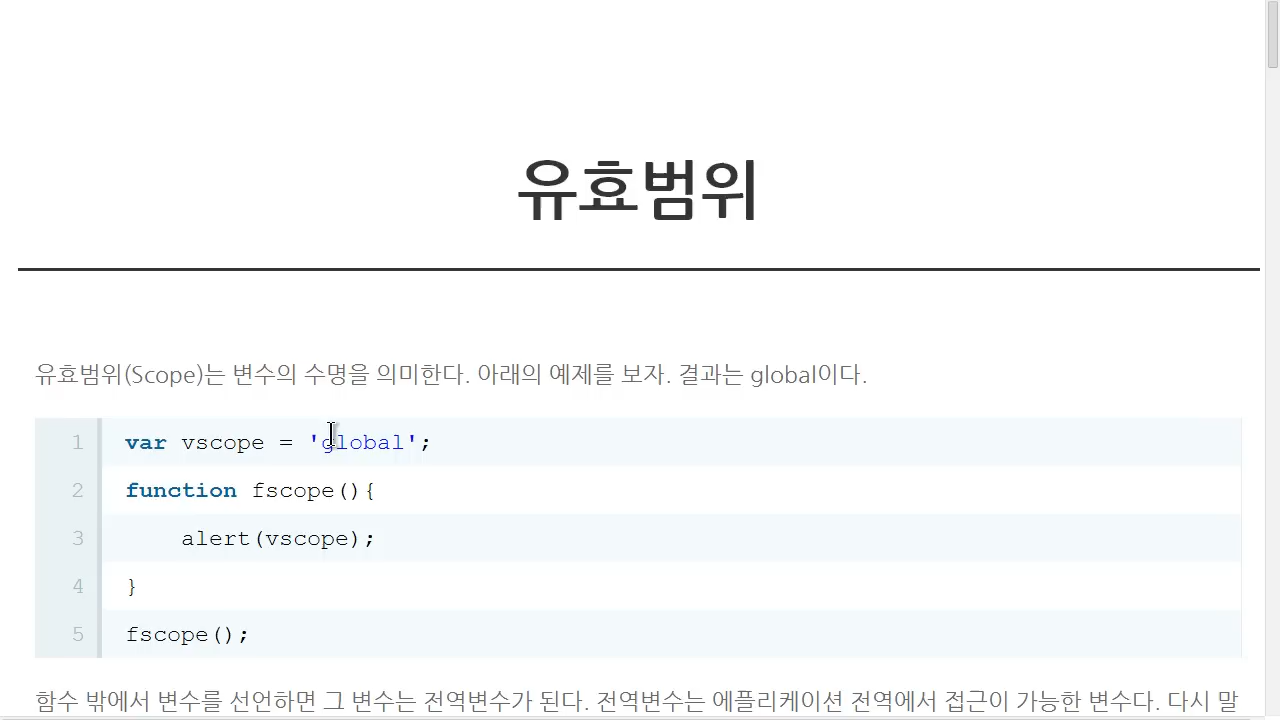 유효범위
유효범위(Scope)는 변수의 수명을 의미한다. 아래의 예제를 보자. 결과는 global이다.
1 var vscope = 'global';
2 function fscope(){
3     alert(vscope);
4 }
5 fscope();
함수 밖에서 변수를 선언하면 그 변수는 전역변수가 된다. 전역변수는 에플리케이션 전역에서 접근이 가능한 변수다. 다시 말